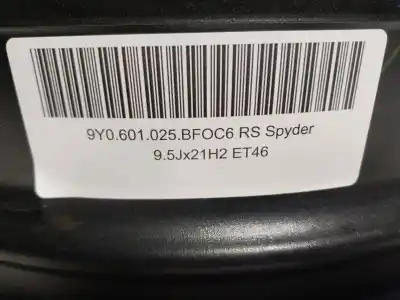 9Y0.601.025.BFOC6 RS Spyder
9.5Jx21H2 ET46